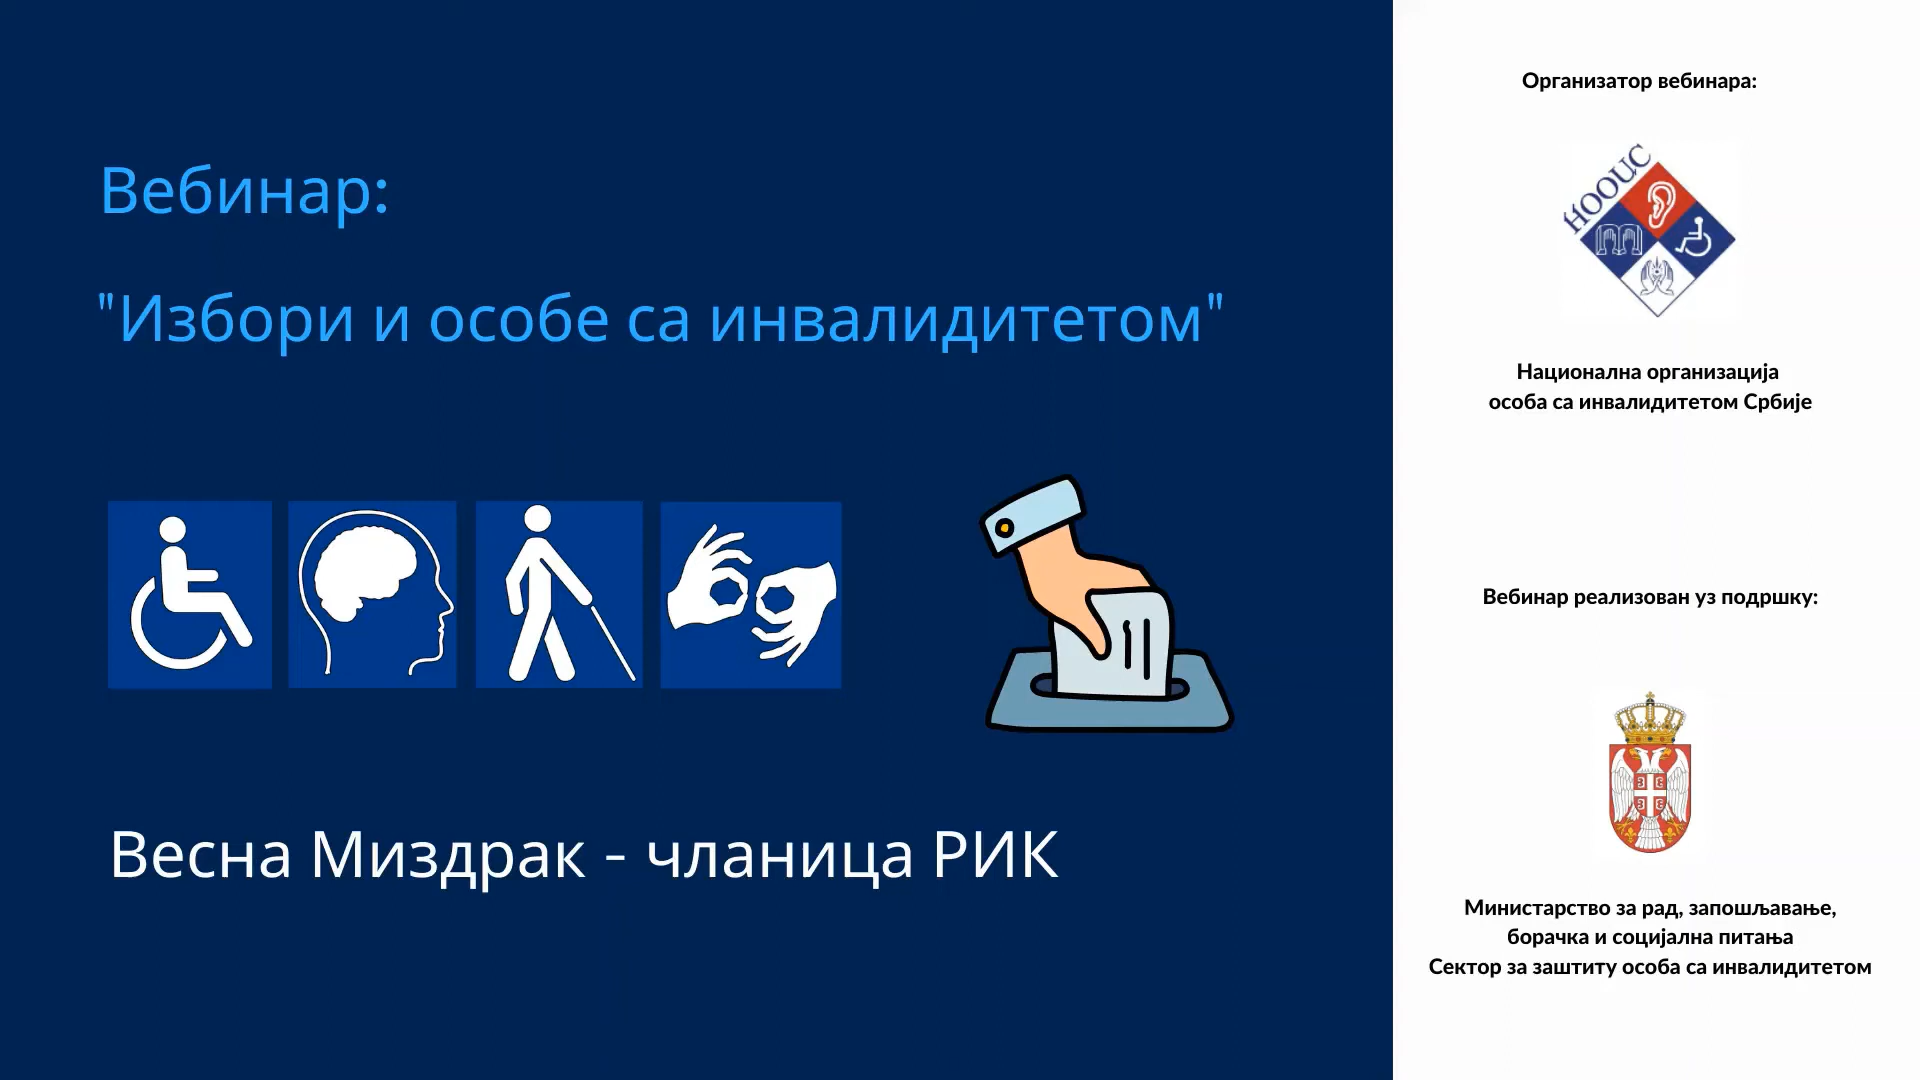 Вебинар:
"Избори и особе са инвалидитетом"
Весна Миздрак - чланица РИК
Организатор вебинара:
НООИС
Национална организација
особа са инвалидитетом Србије
Вебинар реализован уз подршку:
Министарство за рад, запошљавање,
борачка и социјална питања
Сектор за заштиту особа са инвалидитетом